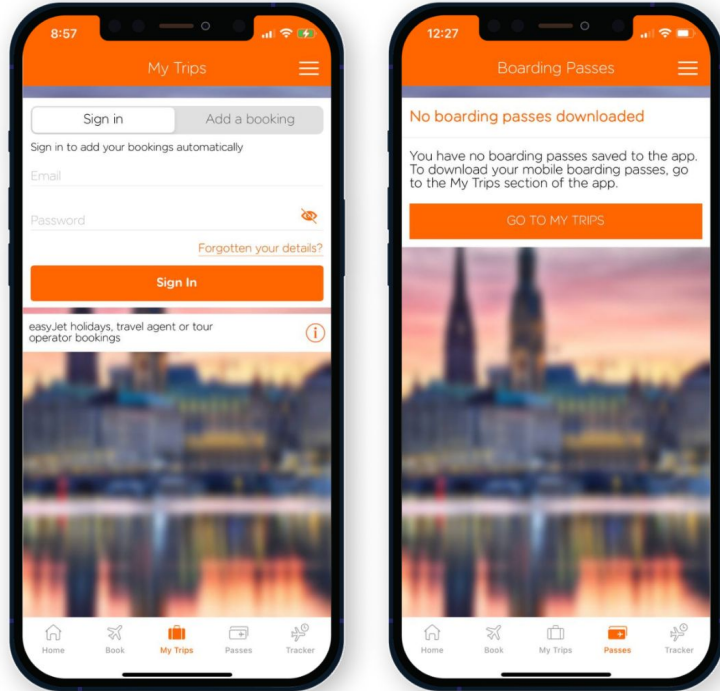 8:57
My Trips
Sign in
Add a booking
Sign in to add your bookings automatically
Email
Password
Forgotten your details?
Sign In
easyJet holidays, travel agent or tour
operator bookings
Home
Book
My Trips
Passes
Tracker
12:27
Boarding Passes
No boarding passes downloaded
You have no boarding passes saved to the app.
To download your mobile boarding passes, go
to the My Trips section of the app.
GO TO MY TRIPS
Home
Book
My Trips
Passes
Tracker